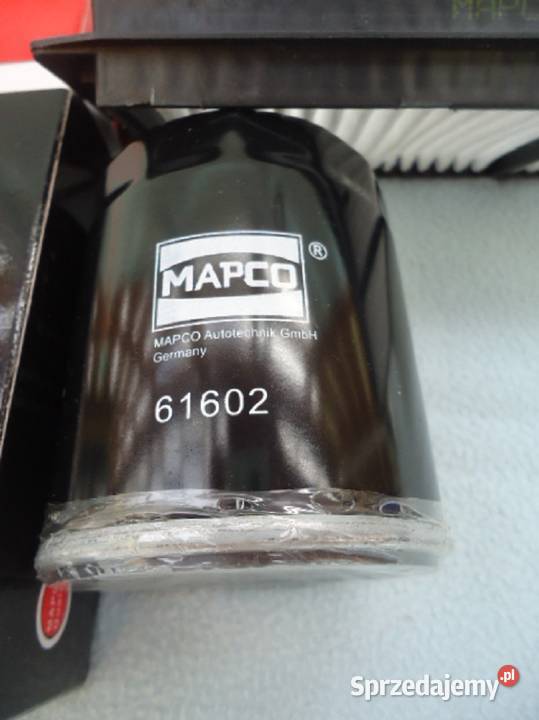 MAPCO
®
MAPCO Autotechnik GmbH
Germany
61602
Sprzedajemy.pl